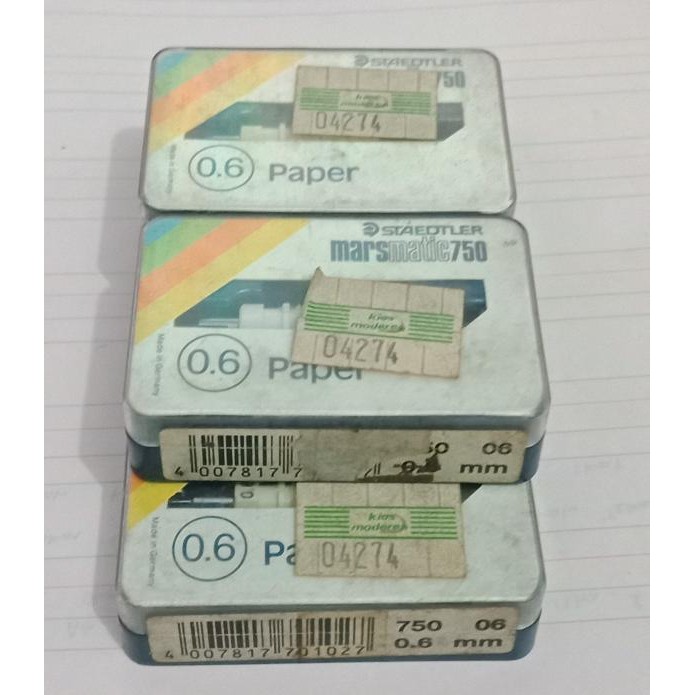 STAEDTLER
750
kios
04274
0.6 Paper
Made in Germany
STAEDTLER
marsmatic750
kios
moderen
04274
0.6 Paper
Made in Germany
06
4 007817 7
mm
kios
moderen
04274
0.6 Pa
Made in Germany
750 06
0.6 mm
4 007817 701027